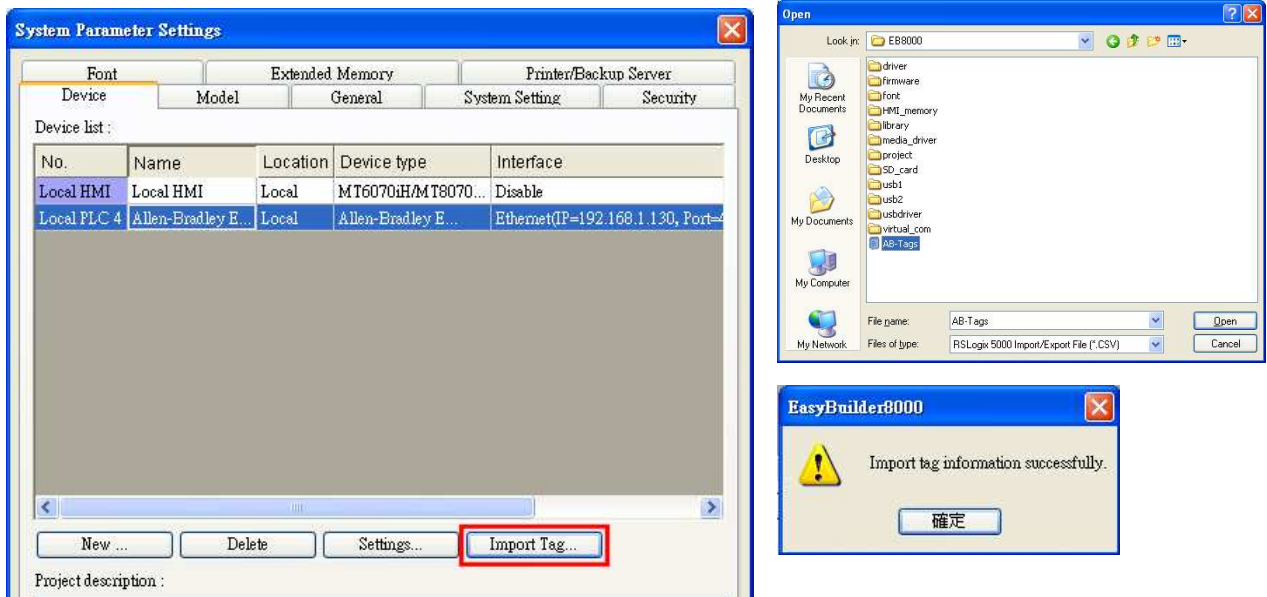 System Parameter Settings
Font Extended Memory Printer/Backup Server
Device Model General System Setting Security
Device list :
No. Name Location Device type Interface
Local HMI Local HMI Local MT6070iH/MT8070... Disable
Local PLC 4 Allen-Bradley E... Local Allen-Bradley E... Ethernet(IP=192.168.1.130, Port=4
New ... Delete Settings... Import Tag...
Project description :
Open
Look in: EB8000
My Recent Documents
Desktop
My Documents
My Computer
My Network
driver
firmware
font
HMI_memory
library
media_driver
project
SD_card
usb1
usb2
usbdriver
virtual_com
AB-Tags
File name: AB-Tags Open
Files of type: RSLogix 5000 Import/Export File (*.CSV) Cancel
EasyBuilder8000
Import tag information successfully.
確定